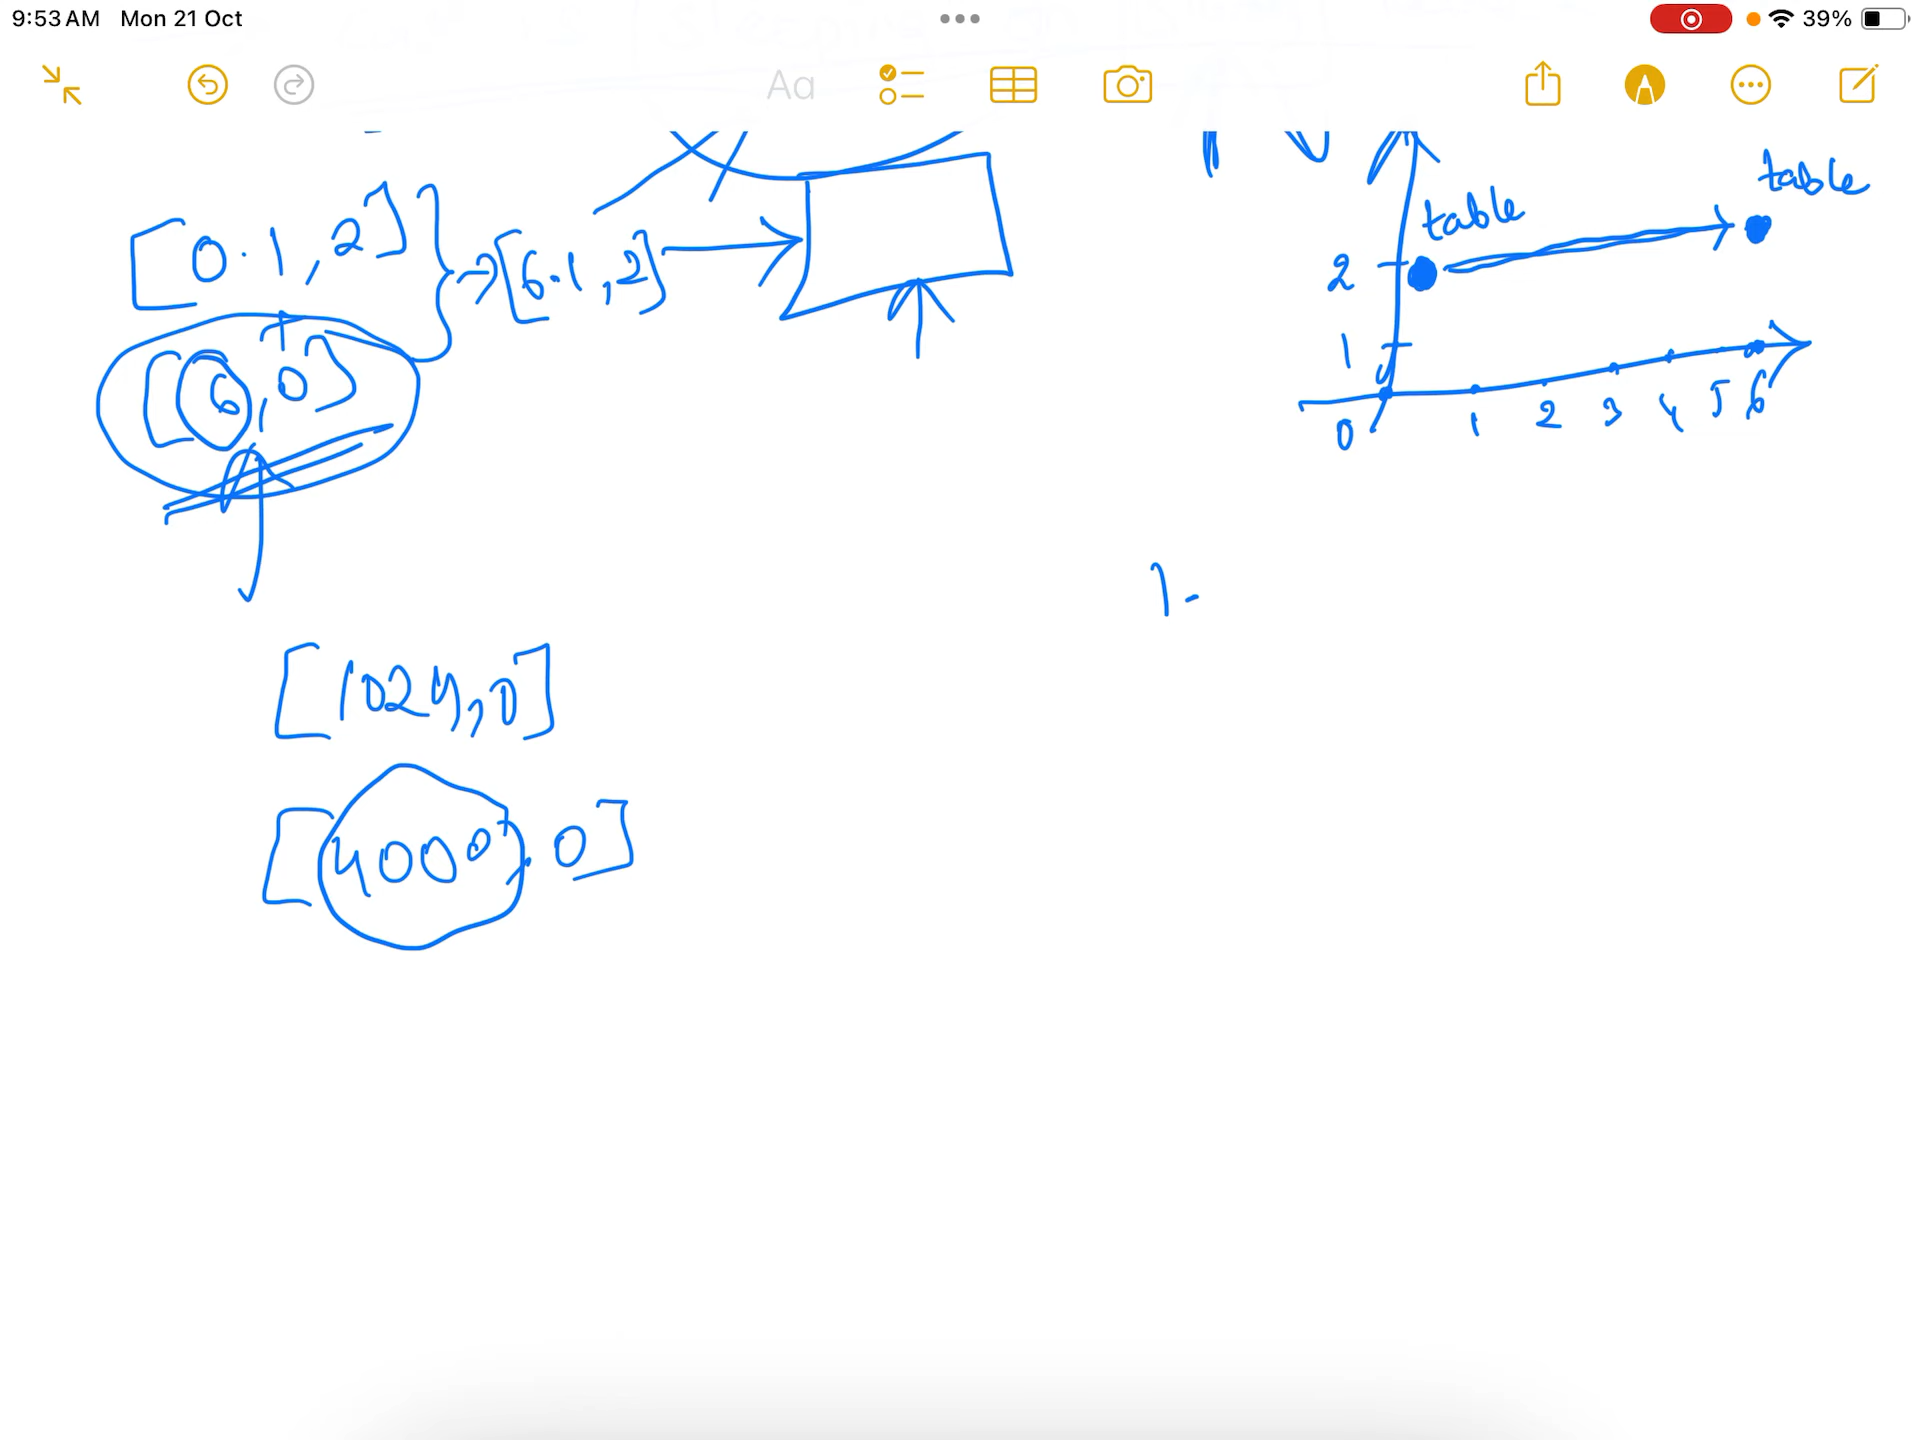 9:53 AM Mon 21 Oct
39%
Aa
table
table
[0.1, 2]
→ [6.1, 2]
2
+
1
[6, 0]
0 1 2 3 4 5 6
1-
[1024, 0]
[4000, 0]